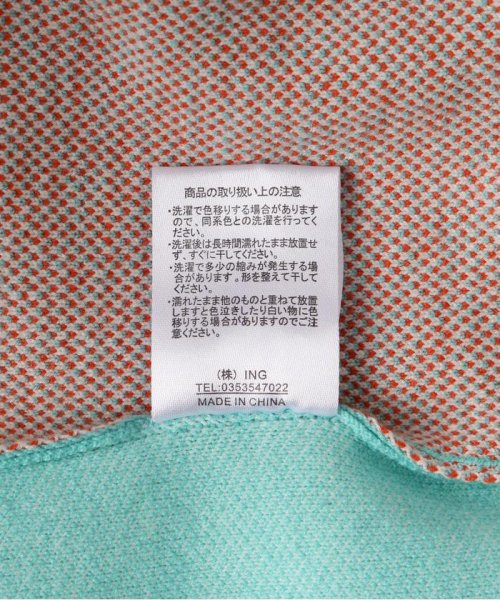 商品の取り扱い上の注意
・洗濯で色移りする場合があります
ので、同系色との洗濯を行ってく
ださい。
・洗濯後は長時間濡れたまま放置せ
ず、すぐに干してください。
・洗濯で多少の縮みが発生する場
合があります。形を整えて干して
ください。
・濡れたまま他のものと重ねて放置
しますと色泣きしたり白い物に色
移りする場合がありますのでご注
意ください。
(株) ING
TEL:0353547022
MADE IN CHINA